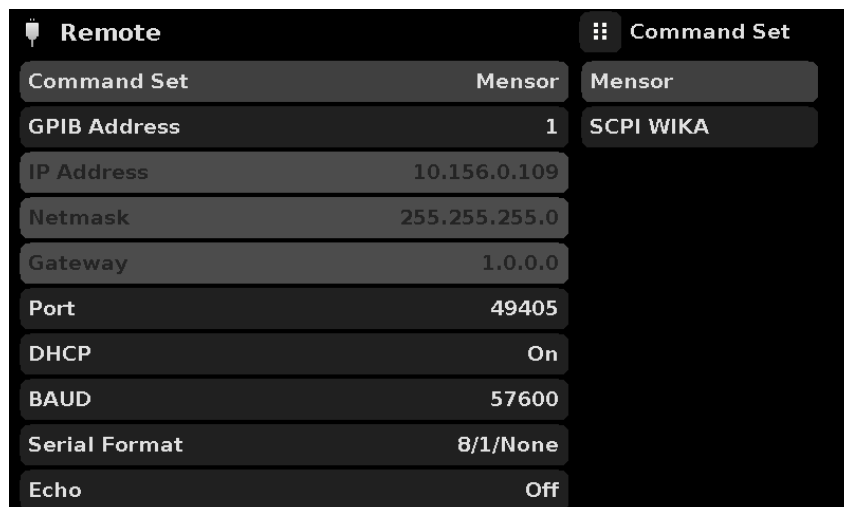 Remote
Command Set Mensor
GPIB Address 1
IP Address 10.156.0.109
Netmask 255.255.255.0
Gateway 1.0.0.0
Port 49405
DHCP On
BAUD 57600
Serial Format 8/1/None
Echo Off
Command Set
Mensor
SCPI WIKA